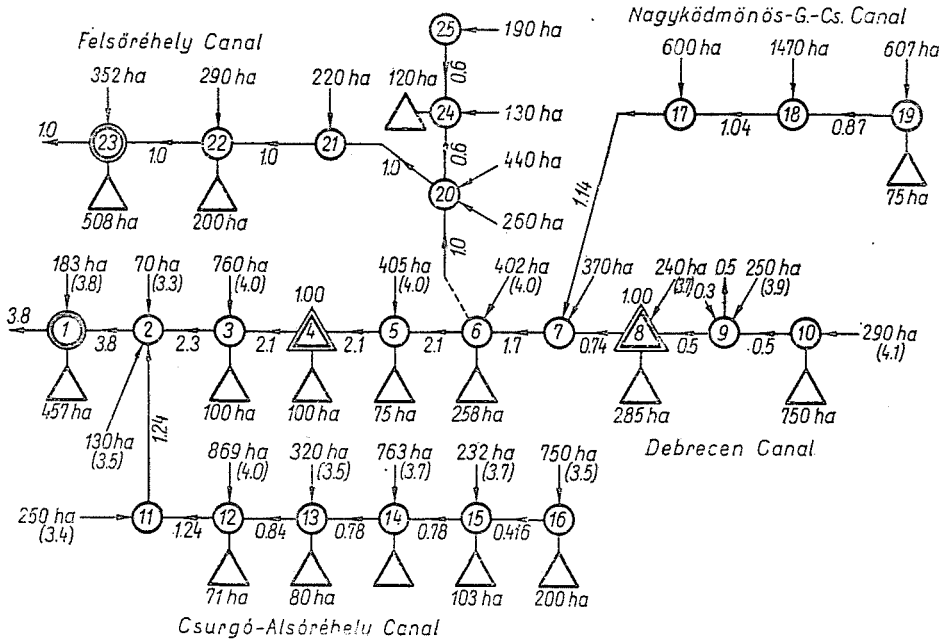 Nagyködmönös-G.-Cs. Canal
Felsőréhely Canal
25
190 ha
600 ha
1470 ha
607 ha
352 ha
290 ha
220 ha
120 ha
0.6
24
130 ha
17
18
19
1.04
0.87
1.0
23
22
21
1.0
1.0
1.0
0.6
440 ha
20
260 ha
508 ha
200 ha
75 ha
1.14
1.0
183 ha
(3.8)
70 ha
(3.3)
760 ha
(4.0)
405 ha
(4.0)
402 ha
(4.0)
370 ha
240 ha
(3.7)
0.3
0.5
250 ha
(3.9)
1.00
1.00
3.8
1
2
3
4
5
6
7
8
9
10
3.8
2.3
2.1
2.1
2.1
1.7
0.74
0.5
0.5
290 ha
(4.1)
457 ha
100 ha
100 ha
75 ha
258 ha
285 ha
750 ha
130 ha
(3.5)
1.24
Debrecen Canal
869 ha
(4.0)
320 ha
(3.5)
763 ha
(3.7)
232 ha
(3.7)
750 ha
(3.5)
250 ha
(3.4)
11
12
13
14
15
16
1.24
0.84
0.78
0.78
0.416
71 ha
80 ha
103 ha
200 ha
Csurgó-Alsóréhely Canal